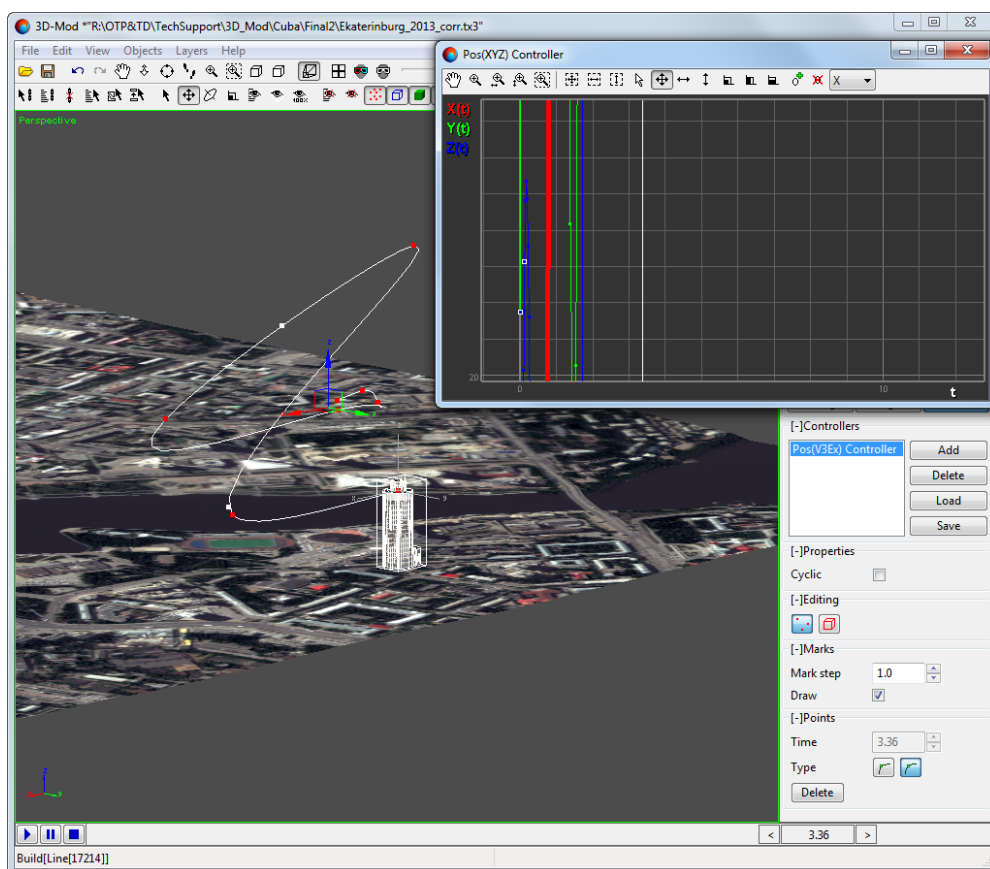 3D-Mod *"R:\OTP&TD\TechSupport\3D_Mod\Cuba\Final2\Ekaterinburg_2013_corr.tx3"
File Edit View Objects Layers Help
Pos(XYZ) Controller
100%
X
Perspective
X(t)
Y(t)
Z(t)
20
0
10
t
z
x
y
[-]Controllers
Pos(V3Ex) Controller
Add
Delete
Load
Save
[-]Properties
Cyclic
[-]Editing
[-]Marks
Mark step 1.0
Draw
[-]Points
Time 3.36
Type
Delete
z
< 3.36 >
Build[Line[17214]]